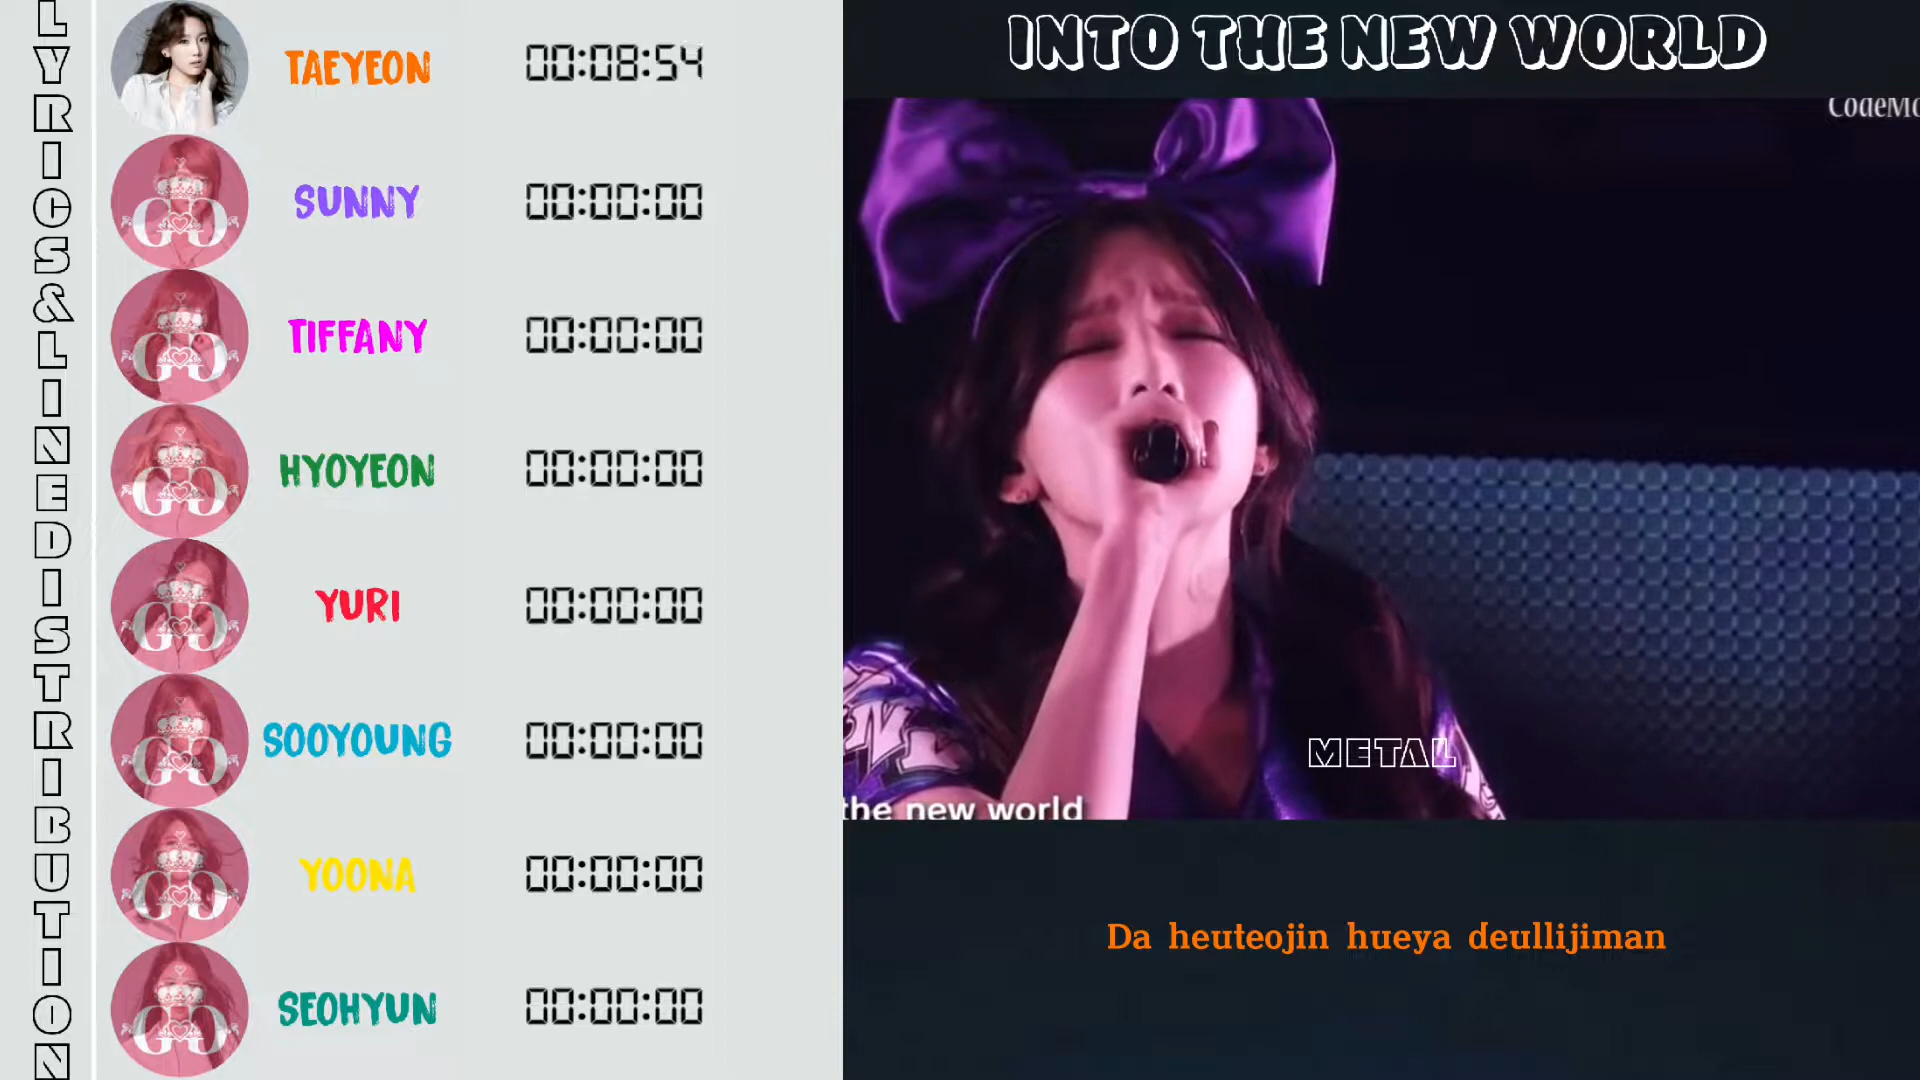 LYRICS&LINEDISTRIBUTION
TAEYEON 00:08:54
SUNNY 00:00:00
TIFFANY 00:00:00
HYOYEON 00:00:00
YURI 00:00:00
SOOYOUNG 00:00:00
YOONA 00:00:00
SEOHYUN 00:00:00
INTO THE NEW WORLD
METAL
the new world
Da heuteojin hueya deullijiman